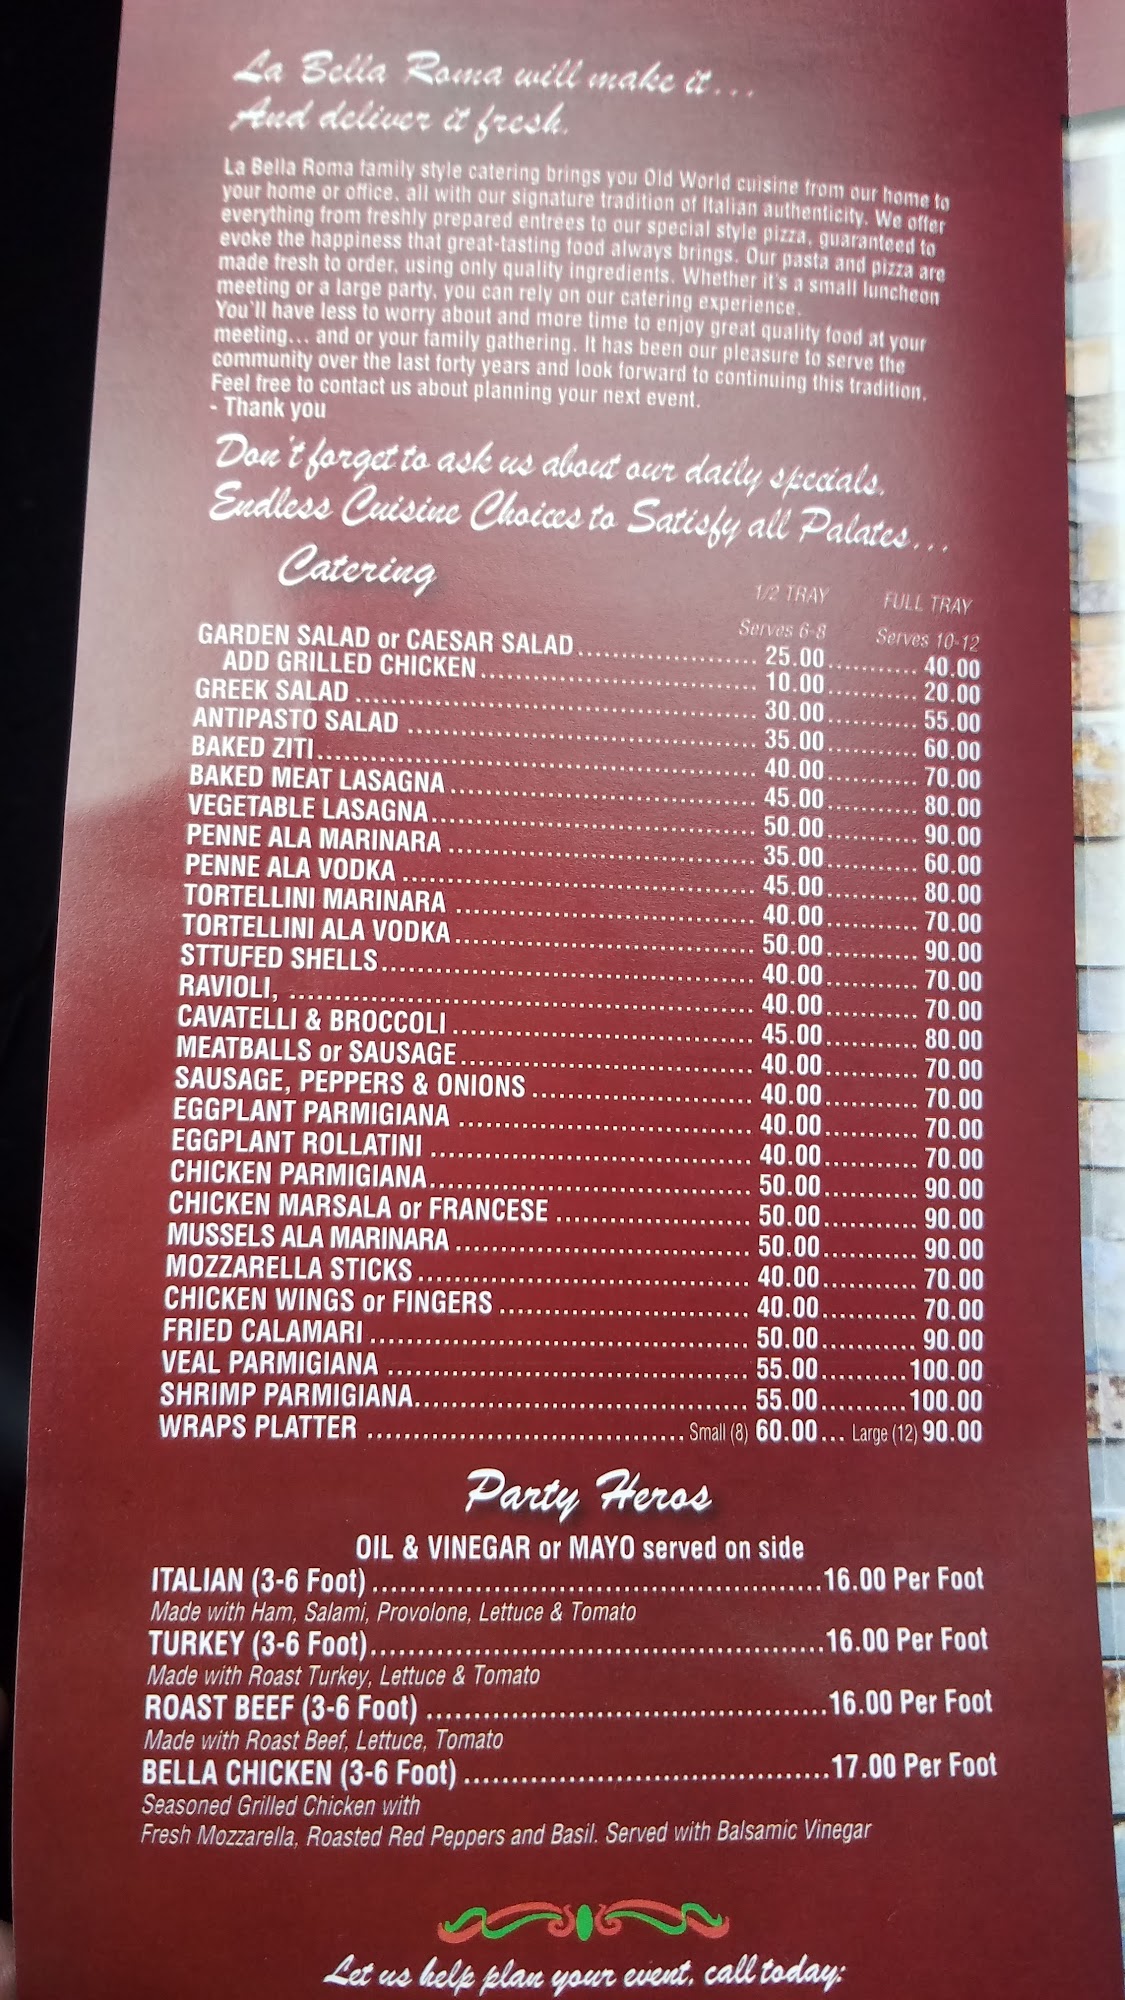 La Bella Roma will make it...
And deliver it fresh.
La Bella Roma family style catering brings you Old World cuisine from our home to
your home or office, all with our signature tradition of Italian authenticity. We offer
everything from freshly prepared entrées to our special style pizza, guaranteed to
evoke the happiness that great-tasting food always brings. Our pasta and pizza are
made fresh to order, using only quality ingredients. Whether it's a small luncheon
meeting or a large party, you can rely on our catering experience.
You'll have less to worry about and more time to enjoy great quality food at your
meeting... and or your family gathering. It has been our pleasure to serve the
community over the last forty years and look forward to continuing this tradition.
Feel free to contact us about planning your next event.
- Thank you
Don't forget to ask us about our daily specials.
Endless Cuisine Choices to Satisfy all Palates...
Catering
1/2 TRAY FULL TRAY
Serves 6-8 Serves 10-12
GARDEN SALAD or CAESAR SALAD 25.00 40.00
ADD GRILLED CHICKEN 10.00 20.00
GREEK SALAD 30.00 55.00
ANTIPASTO SALAD 35.00 60.00
BAKED ZITI 40.00 70.00
BAKED MEAT LASAGNA 45.00 80.00
VEGETABLE LASAGNA 50.00 90.00
PENNE ALA MARINARA 35.00 60.00
PENNE ALA VODKA 45.00 80.00
TORTELLINI MARINARA 40.00 70.00
TORTELLINI ALA VODKA 50.00 90.00
STTUFED SHELLS 40.00 70.00
RAVIOLI, 40.00 70.00
CAVATELLI & BROCCOLI 45.00 80.00
MEATBALLS or SAUSAGE 40.00 70.00
SAUSAGE, PEPPERS & ONIONS 40.00 70.00
EGGPLANT PARMIGIANA 40.00 70.00
EGGPLANT ROLLATINI 40.00 70.00
CHICKEN PARMIGIANA 50.00 90.00
CHICKEN MARSALA or FRANCESE 50.00 90.00
MUSSELS ALA MARINARA 50.00 90.00
MOZZARELLA STICKS 40.00 70.00
CHICKEN WINGS or FINGERS 40.00 70.00
FRIED CALAMARI 50.00 90.00
VEAL PARMIGIANA 55.00 100.00
SHRIMP PARMIGIANA 55.00 100.00
WRAPS PLATTER Small (8) 60.00... Large (12) 90.00
Party Heros
OIL & VINEGAR or MAYO served on side
ITALIAN (3-6 Foot) 16.00 Per Foot
Made with Ham, Salami, Provolone, Lettuce & Tomato
TURKEY (3-6 Foot) 16.00 Per Foot
Made with Roast Turkey, Lettuce & Tomato
ROAST BEEF (3-6 Foot) 16.00 Per Foot
Made with Roast Beef, Lettuce, Tomato
BELLA CHICKEN (3-6 Foot) 17.00 Per Foot
Seasoned Grilled Chicken with
Fresh Mozzarella, Roasted Red Peppers and Basil. Served with Balsamic Vinegar
Let us help plan your event, call today: